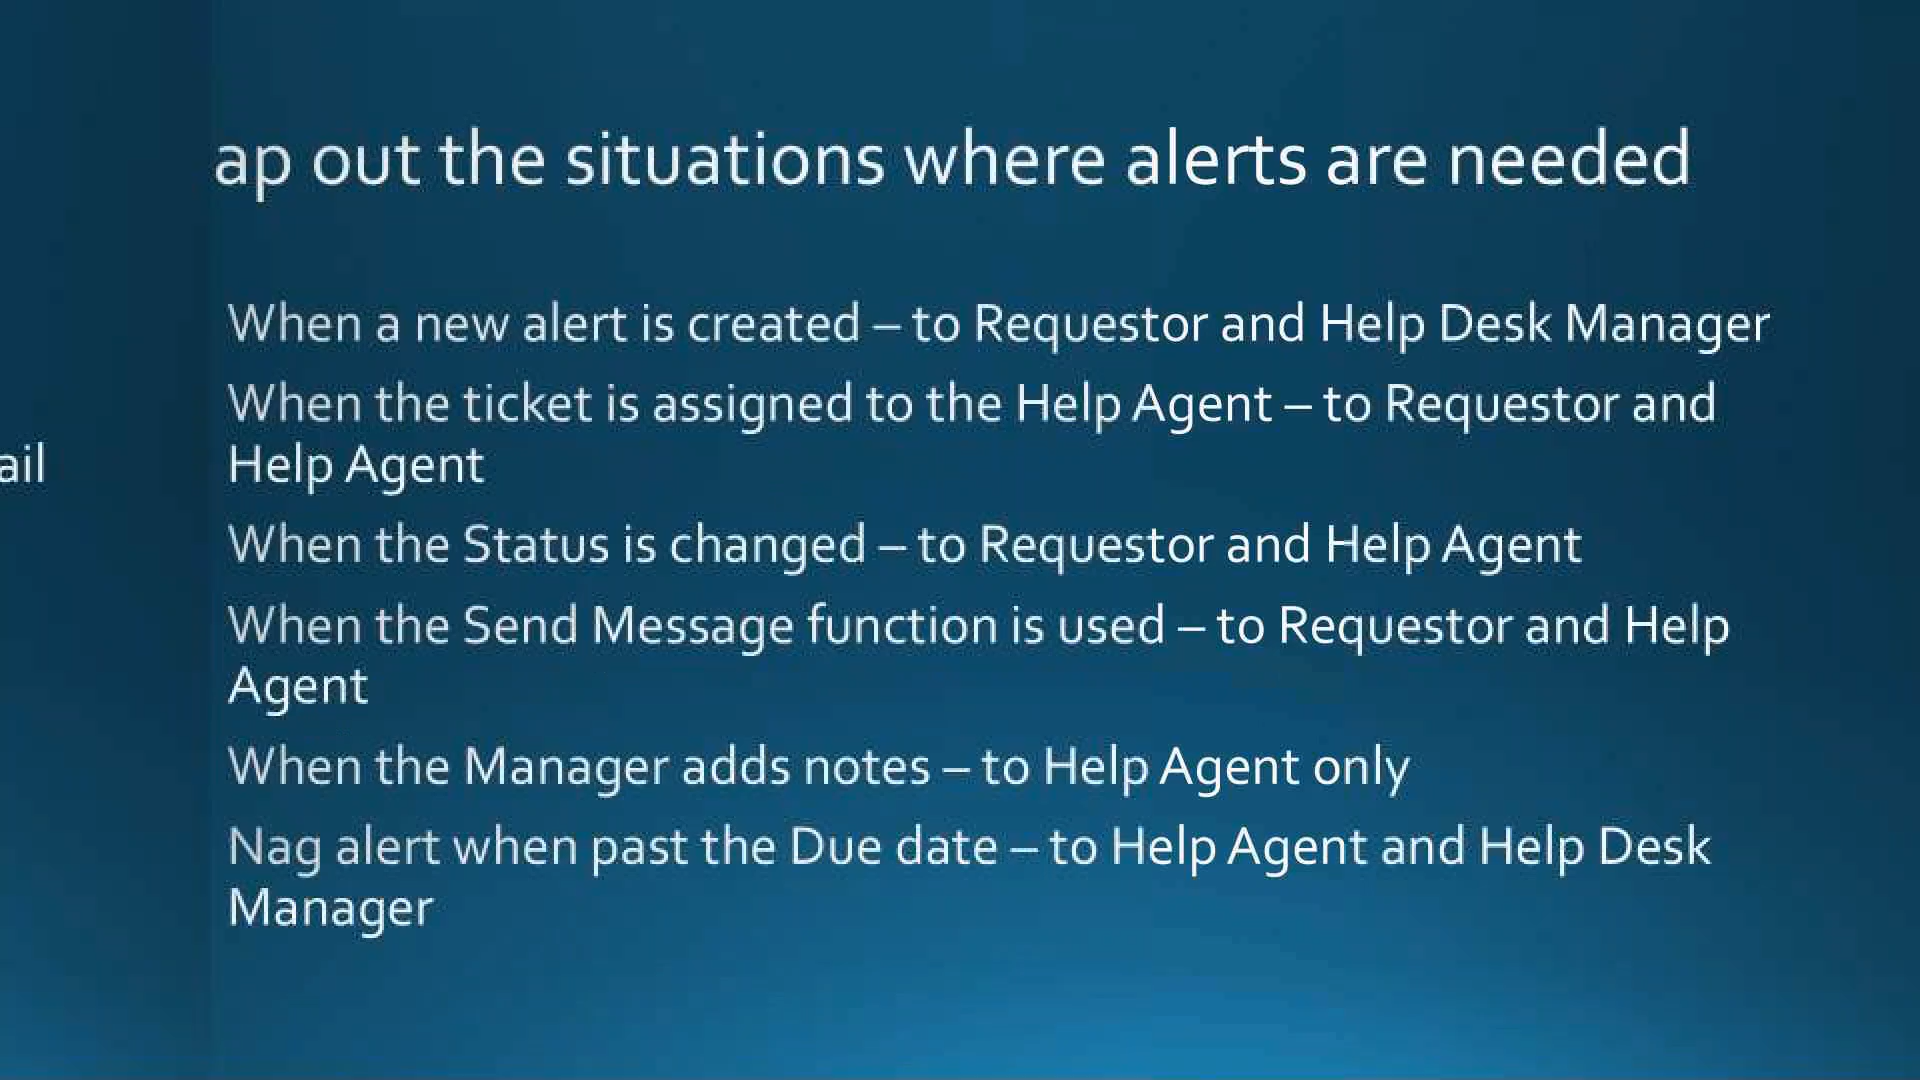 ap out the situations where alerts are needed
When a new alert is created – to Requestor and Help Desk Manager
When the ticket is assigned to the Help Agent – to Requestor and
ail
Help Agent
When the Status is changed – to Requestor and Help Agent
When the Send Message function is used – to Requestor and Help
Agent
When the Manager adds notes – to Help Agent only
Nag alert when past the Due date – to Help Agent and Help Desk
Manager